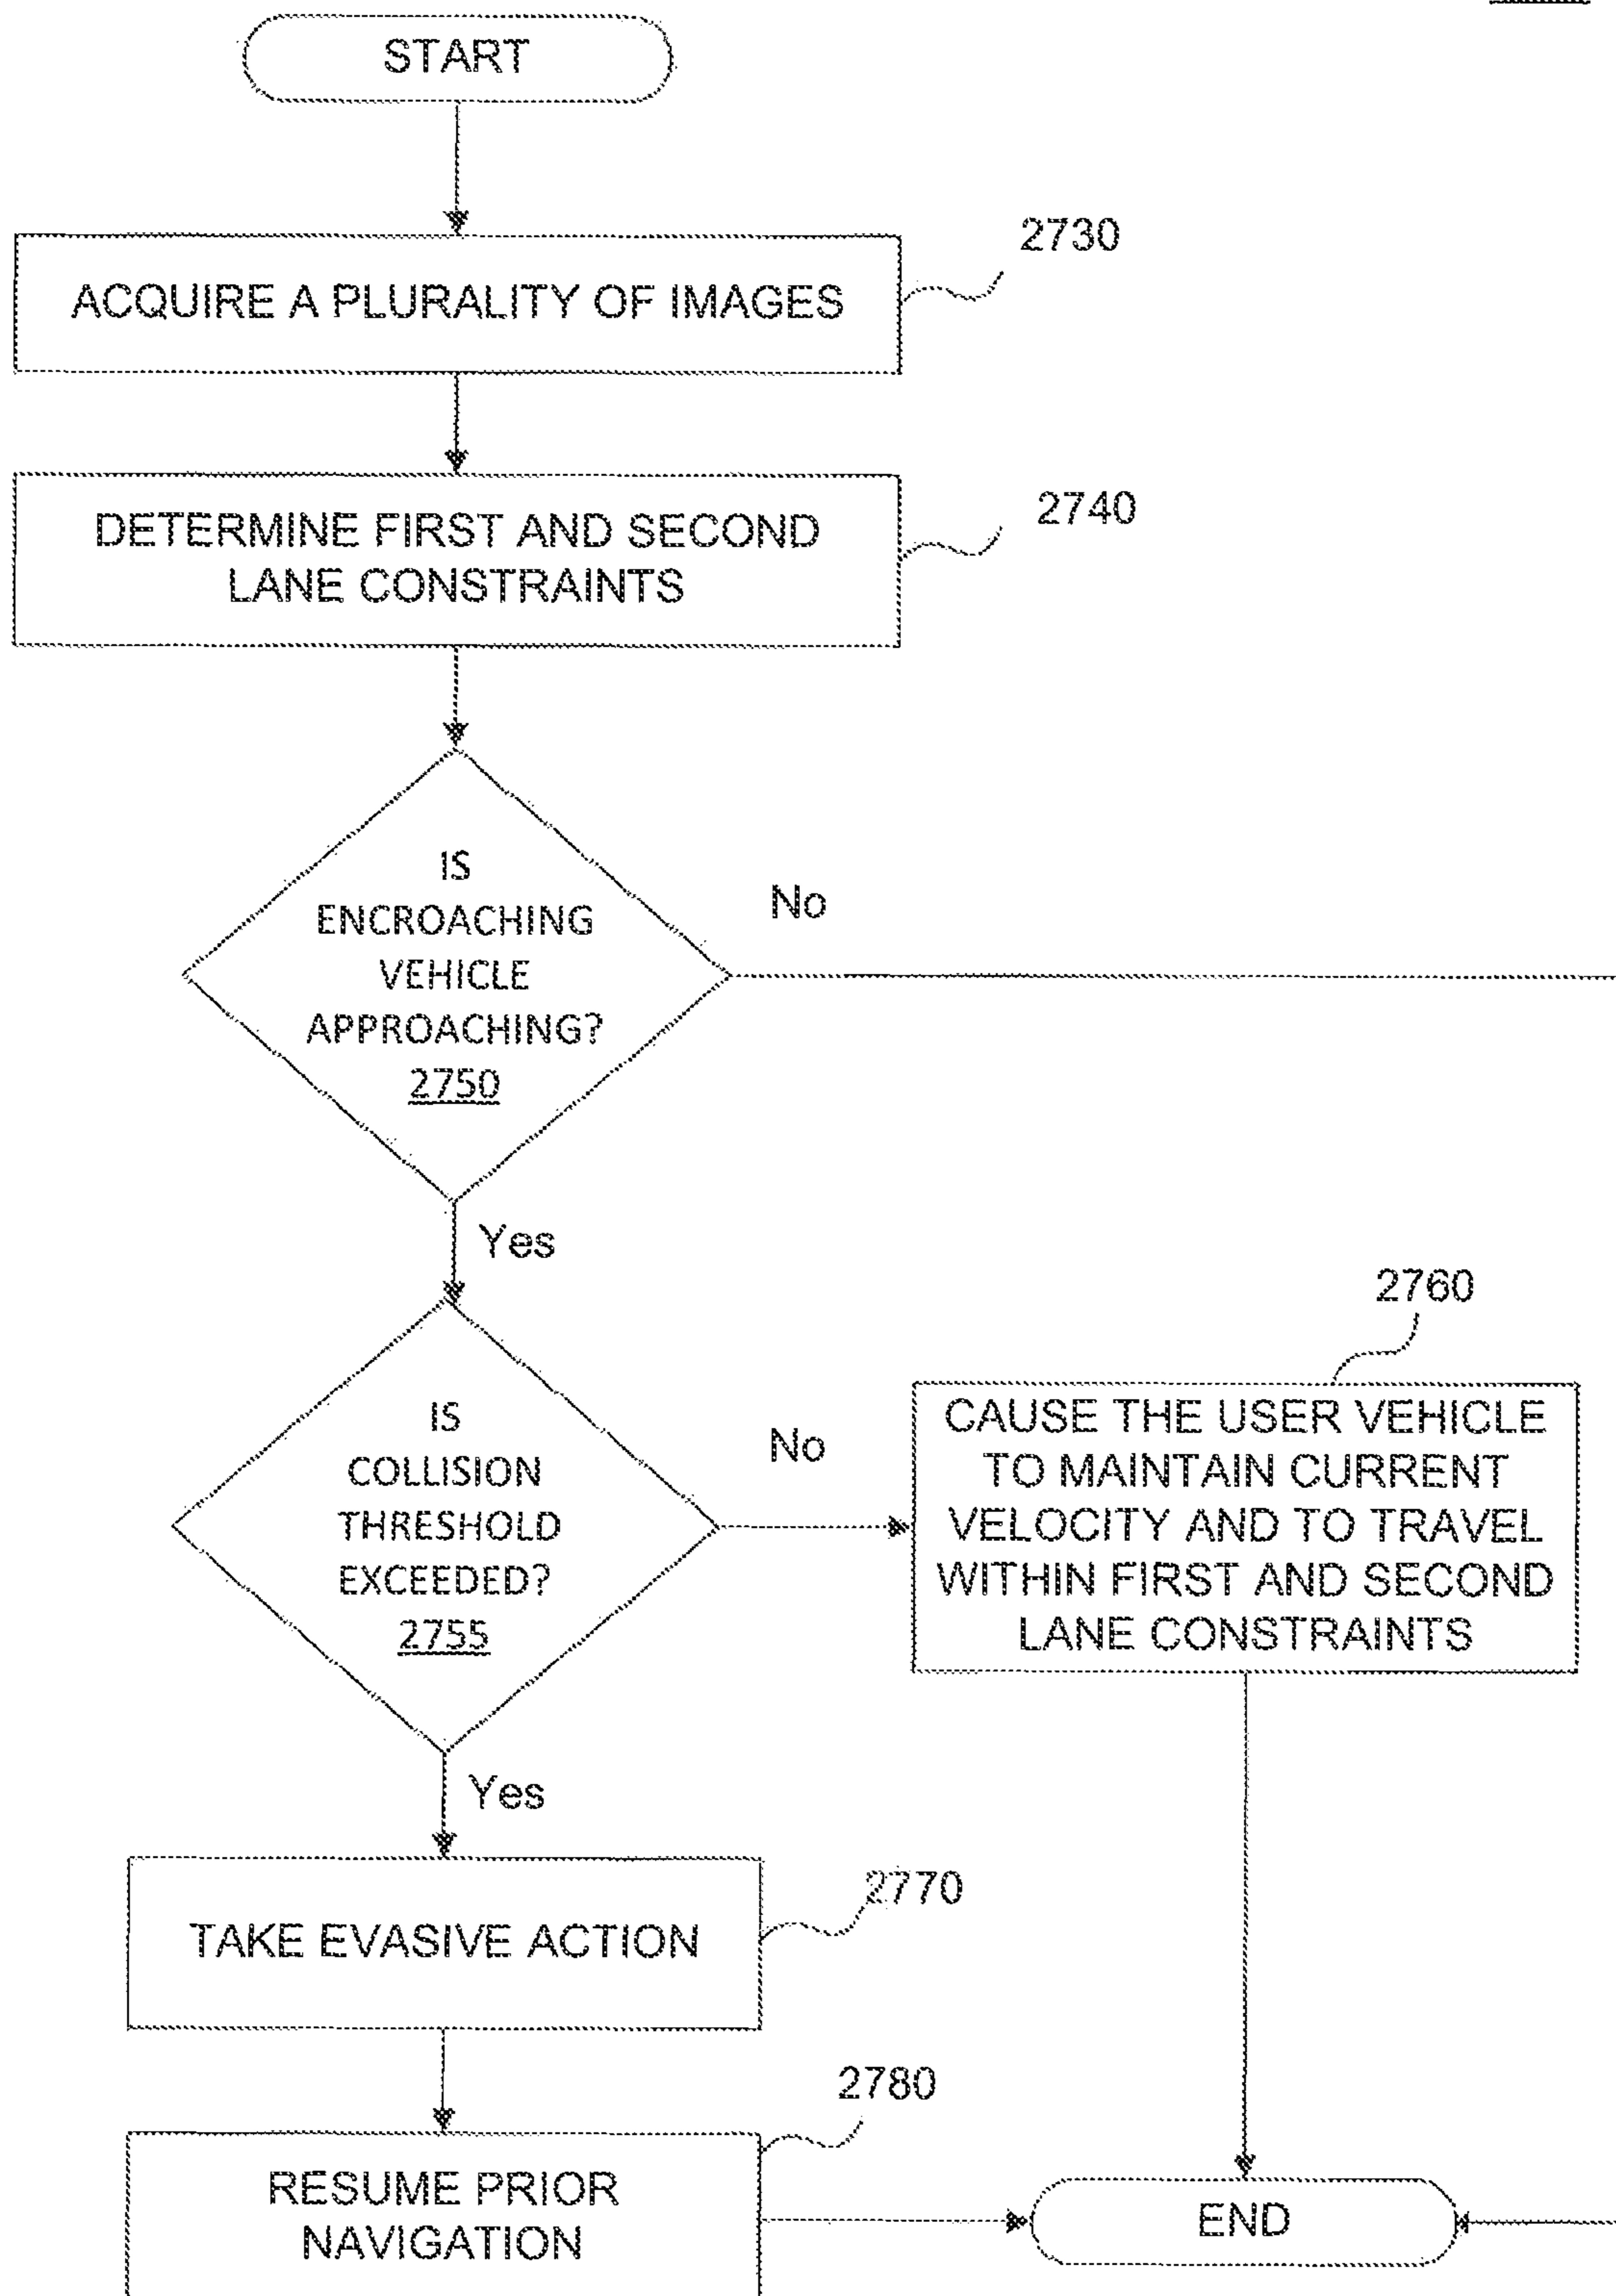 START
ACQUIRE A PLURALITY OF IMAGES
2730
DETERMINE FIRST AND SECOND
LANE CONSTRAINTS
2740
IS
ENCROACHING
VEHICLE
APPROACHING?
2750
No
Yes
IS
COLLISION
THRESHOLD
EXCEEDED?
2755
No
2760
CAUSE THE USER VEHICLE
TO MAINTAIN CURRENT
VELOCITY AND TO TRAVEL
WITHIN FIRST AND SECOND
LANE CONSTRAINTS
Yes
TAKE EVASIVE ACTION
2770
RESUME PRIOR
NAVIGATION
2780
END